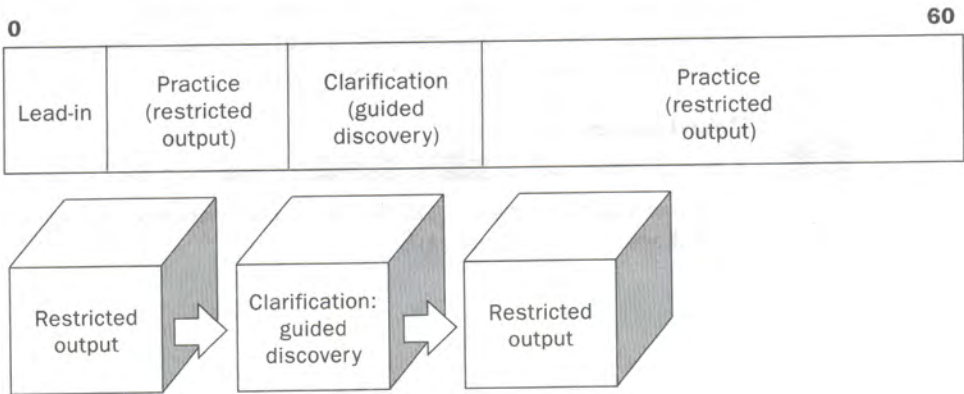 0
60
Lead-in
Practice
(restricted
output)
Clarification
(guided
discovery)
Practice
(restricted
output)
Restricted
output
Clarification:
guided
discovery
Restricted
output